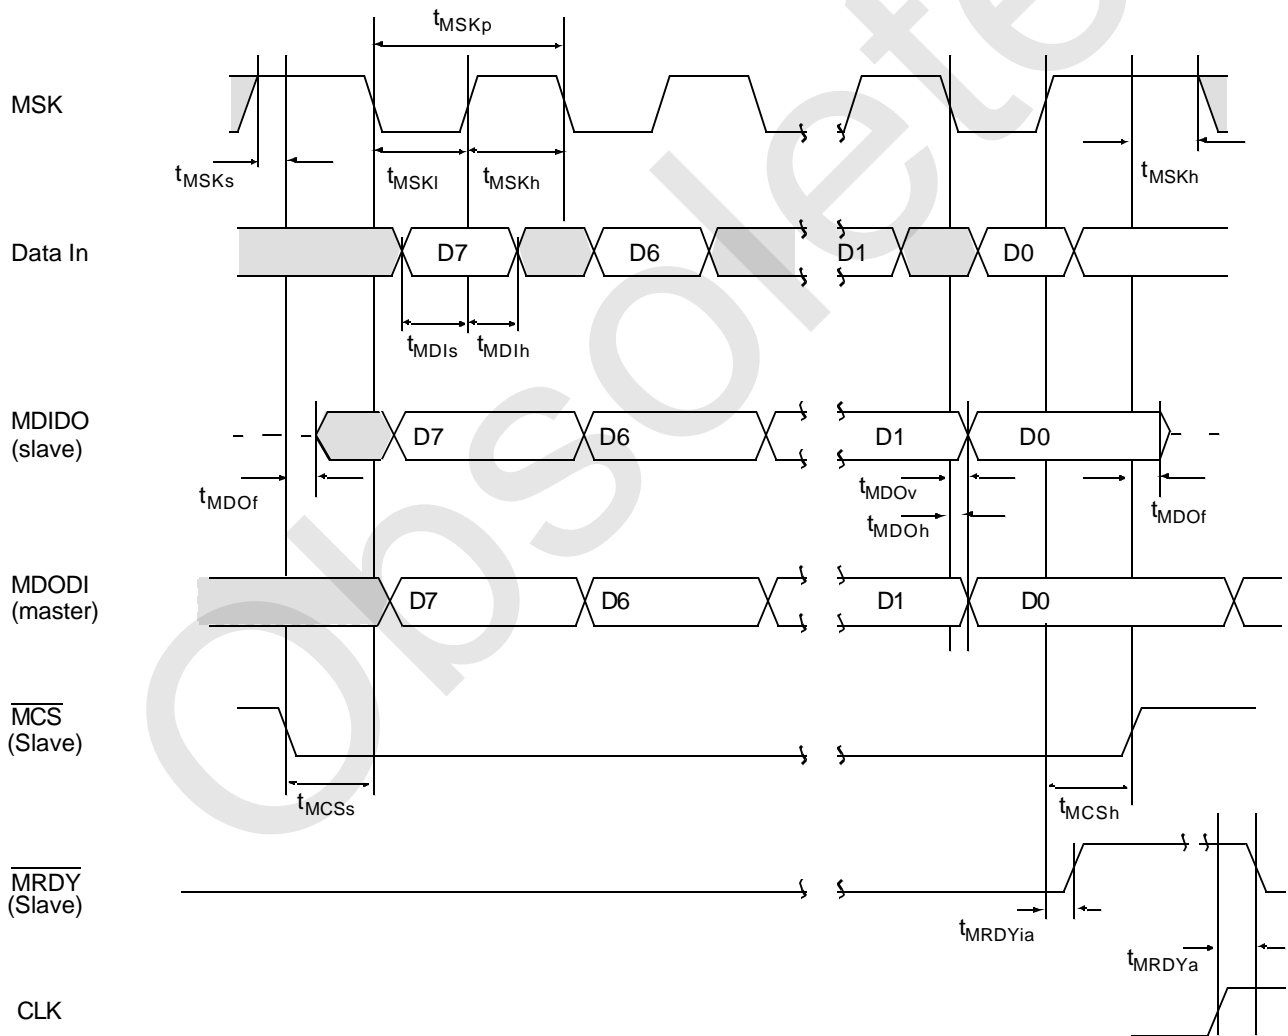 Obsolete
tMSKp
MSK
tMSKs
tMSKl
tMSKh
tMSKh
Data In
D7
D6
D1
D0
tMDIs
tMDIh
MDIDO
(slave)
D7
D6
D1
D0
tMDOf
tMDOv
tMDOf
tMDOh
MDODI
(master)
D7
D6
D1
D0
MCS
(Slave)
tMCSs
tMCSh
MRDY
(Slave)
tMRDYia
tMRDYa
CLK